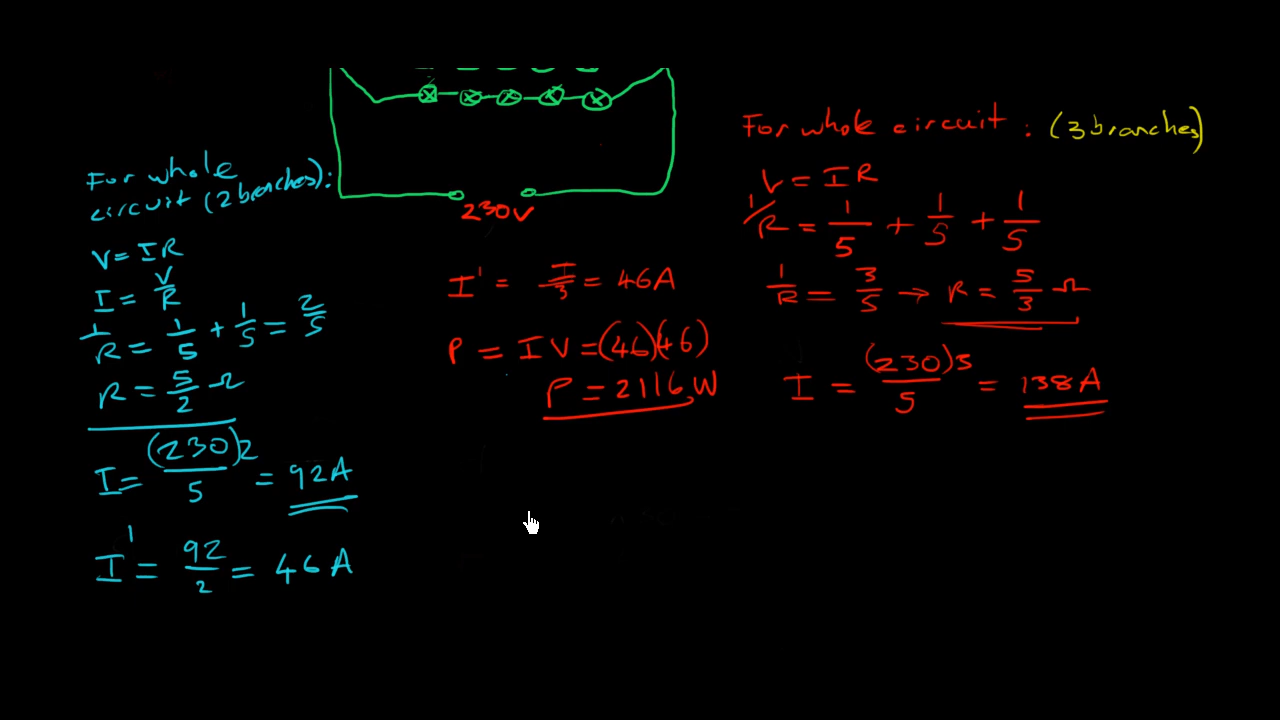 For whole
circuit (2 branches):
V = IR
I = V/R
1/R = 1/5 + 1/5 = 2/5
R = 5/2 Ω
I = (230)2/5 = 92A
I' = 92/2 = 46A
230V
I' = I/3 = 46A
P = IV = (46)(46)
P = 2116W
For whole circuit : (3 branches)
V = IR
1/R = 1/5 + 1/5 + 1/5
1/R = 3/5 → R = 5/3 Ω
I = (230)3/5 = 138A